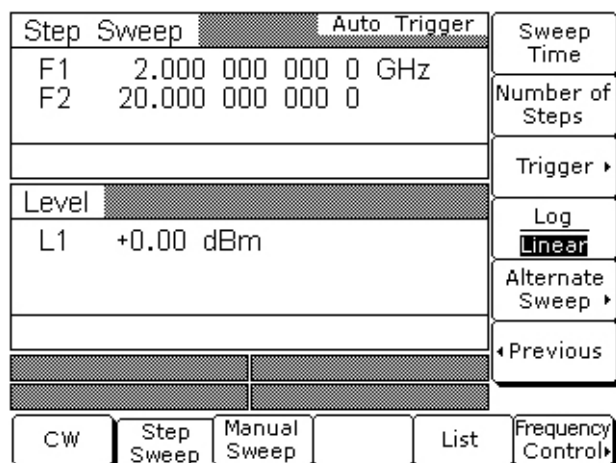 Step Sweep Auto Trigger
F1 2.000 000 000 0 GHz
F2 20.000 000 000 0
Level
L1 +0.00 dBm
Sweep
Time
Number of
Steps
Trigger
Log
Linear
Alternate
Sweep
Previous
CW
Step
Sweep
Manual
Sweep
List
Frequency
Control